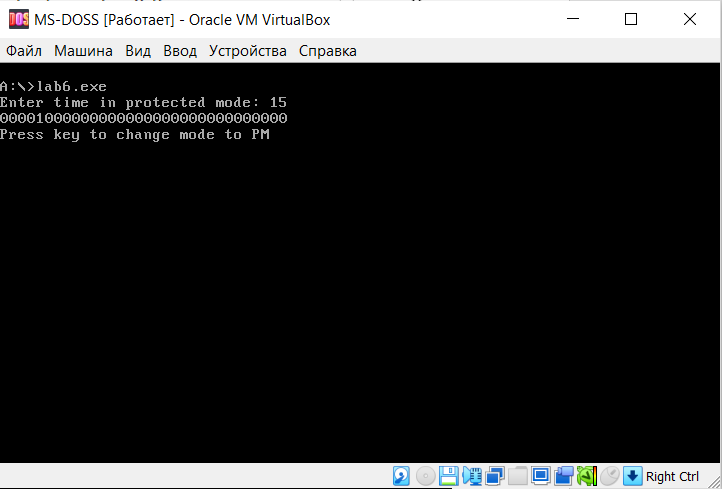 MS-DOSS [Работает] - Oracle VM VirtualBox
Файл Машина Вид Ввод Устройства Справка
A:\>lab6.exe
Enter time in protected mode: 15
00001000000000000000000000000000
Press key to change mode to PM
Right Ctrl